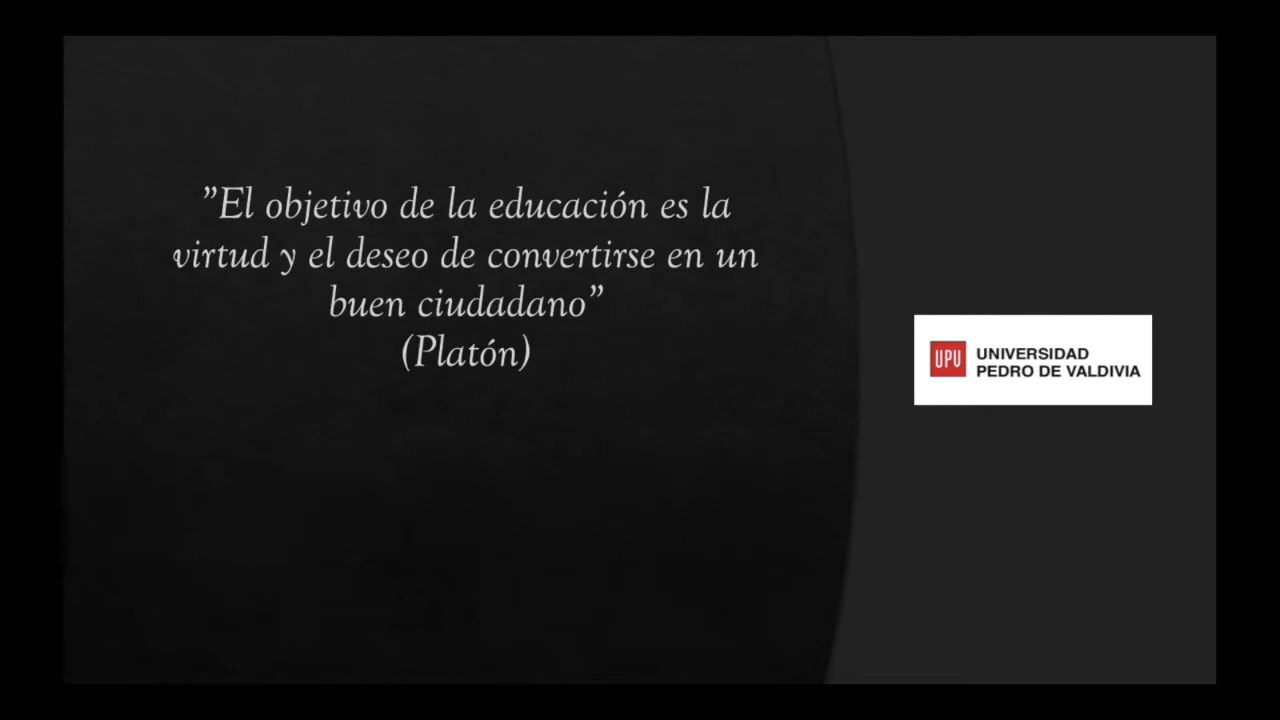 ”El objetivo de la educación es la
virtud y el deseo de convertirse en un
buen ciudadano”
(Platón)
UPV
UNIVERSIDAD
PEDRO DE VALDIVIA